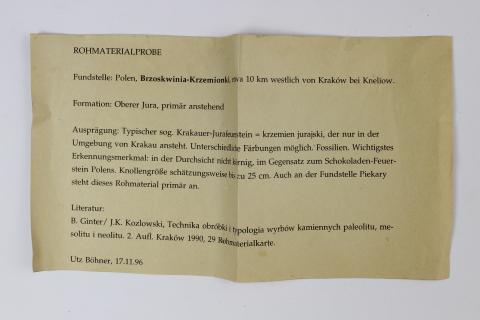 ROHMATERIALPROBE
Fundstelle: Polen, Brzoskwinia-Krzemionki, etwa 10 km westlich von Kraków bei Kneliow.
Formation: Oberer Jura, primär anstehend
Ausprägung: Typischer sog. Krakauer-Jurafeuerstein = krzemien jurajski, der nur in der
Umgebung von Krakau ansteht. Unterschiedliche Färbungen möglich. Fossilien. Wichtigstes
Erkennungsmerkmal: in der Durchsicht nicht körnig, im Gegensatz zum Schokoladen-Feuer-
stein Polens. Knollengröße schätzungsweise bis zu 25 cm. Auch an der Fundstelle Piekary
steht dieses Rohmaterial primär an.
Literatur:
B. Ginter/ J.K. Kozlowski, Technika obróbki i typologia wyrbów kamiennych paleolitu, me-
solitu i neolitu. 2. Aufl. Kraków 1990, 29 Rohmaterialkarte.
Utz Böhner, 17.11.96